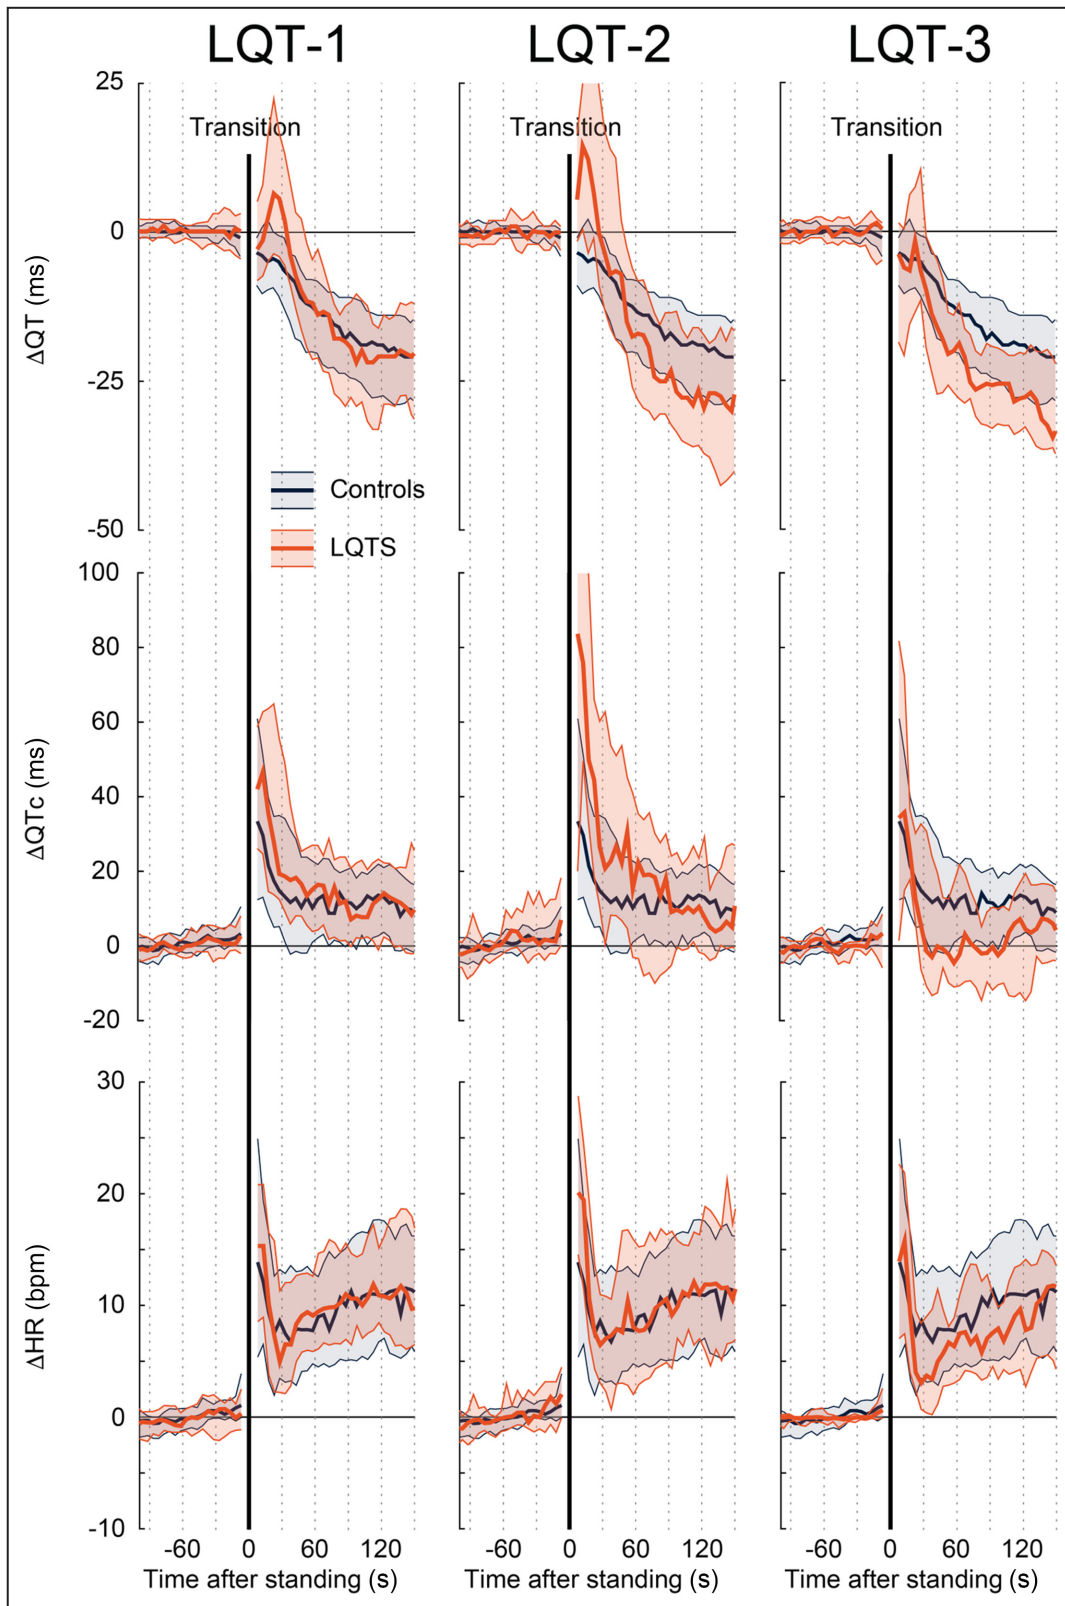 LQT-1 LQT-2 LQT-3
25
Transition Transition Transition
0
ΔQT (ms)
-25
Controls
-50
LQTS
100
80
60
ΔQTc (ms)
40
20
0
-20
30
20
ΔHR (bpm)
10
0
-10
-60 0 60 120 -60 0 60 120 -60 0 60 120
Time after standing (s) Time after standing (s) Time after standing (s)